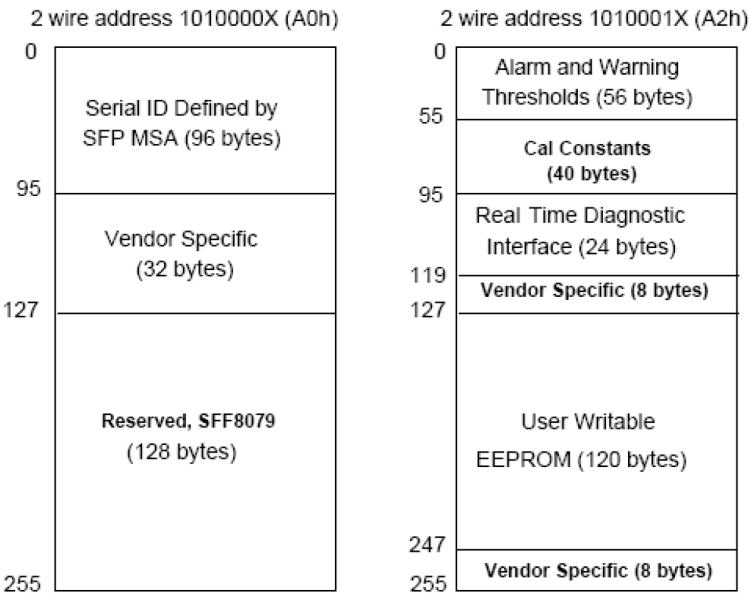 2 wire address 1010000X (A0h)
0
Serial ID Defined by
SFP MSA (96 bytes)
95
Vendor Specific
(32 bytes)
127
Reserved, SFF8079
(128 bytes)
255
2 wire address 1010001X (A2h)
0
Alarm and Warning
Thresholds (56 bytes)
55
Cal Constants
(40 bytes)
95
Real Time Diagnostic
Interface (24 bytes)
119
Vendor Specific (8 bytes)
127
User Writable
EEPROM (120 bytes)
247
Vendor Specific (8 bytes)
255